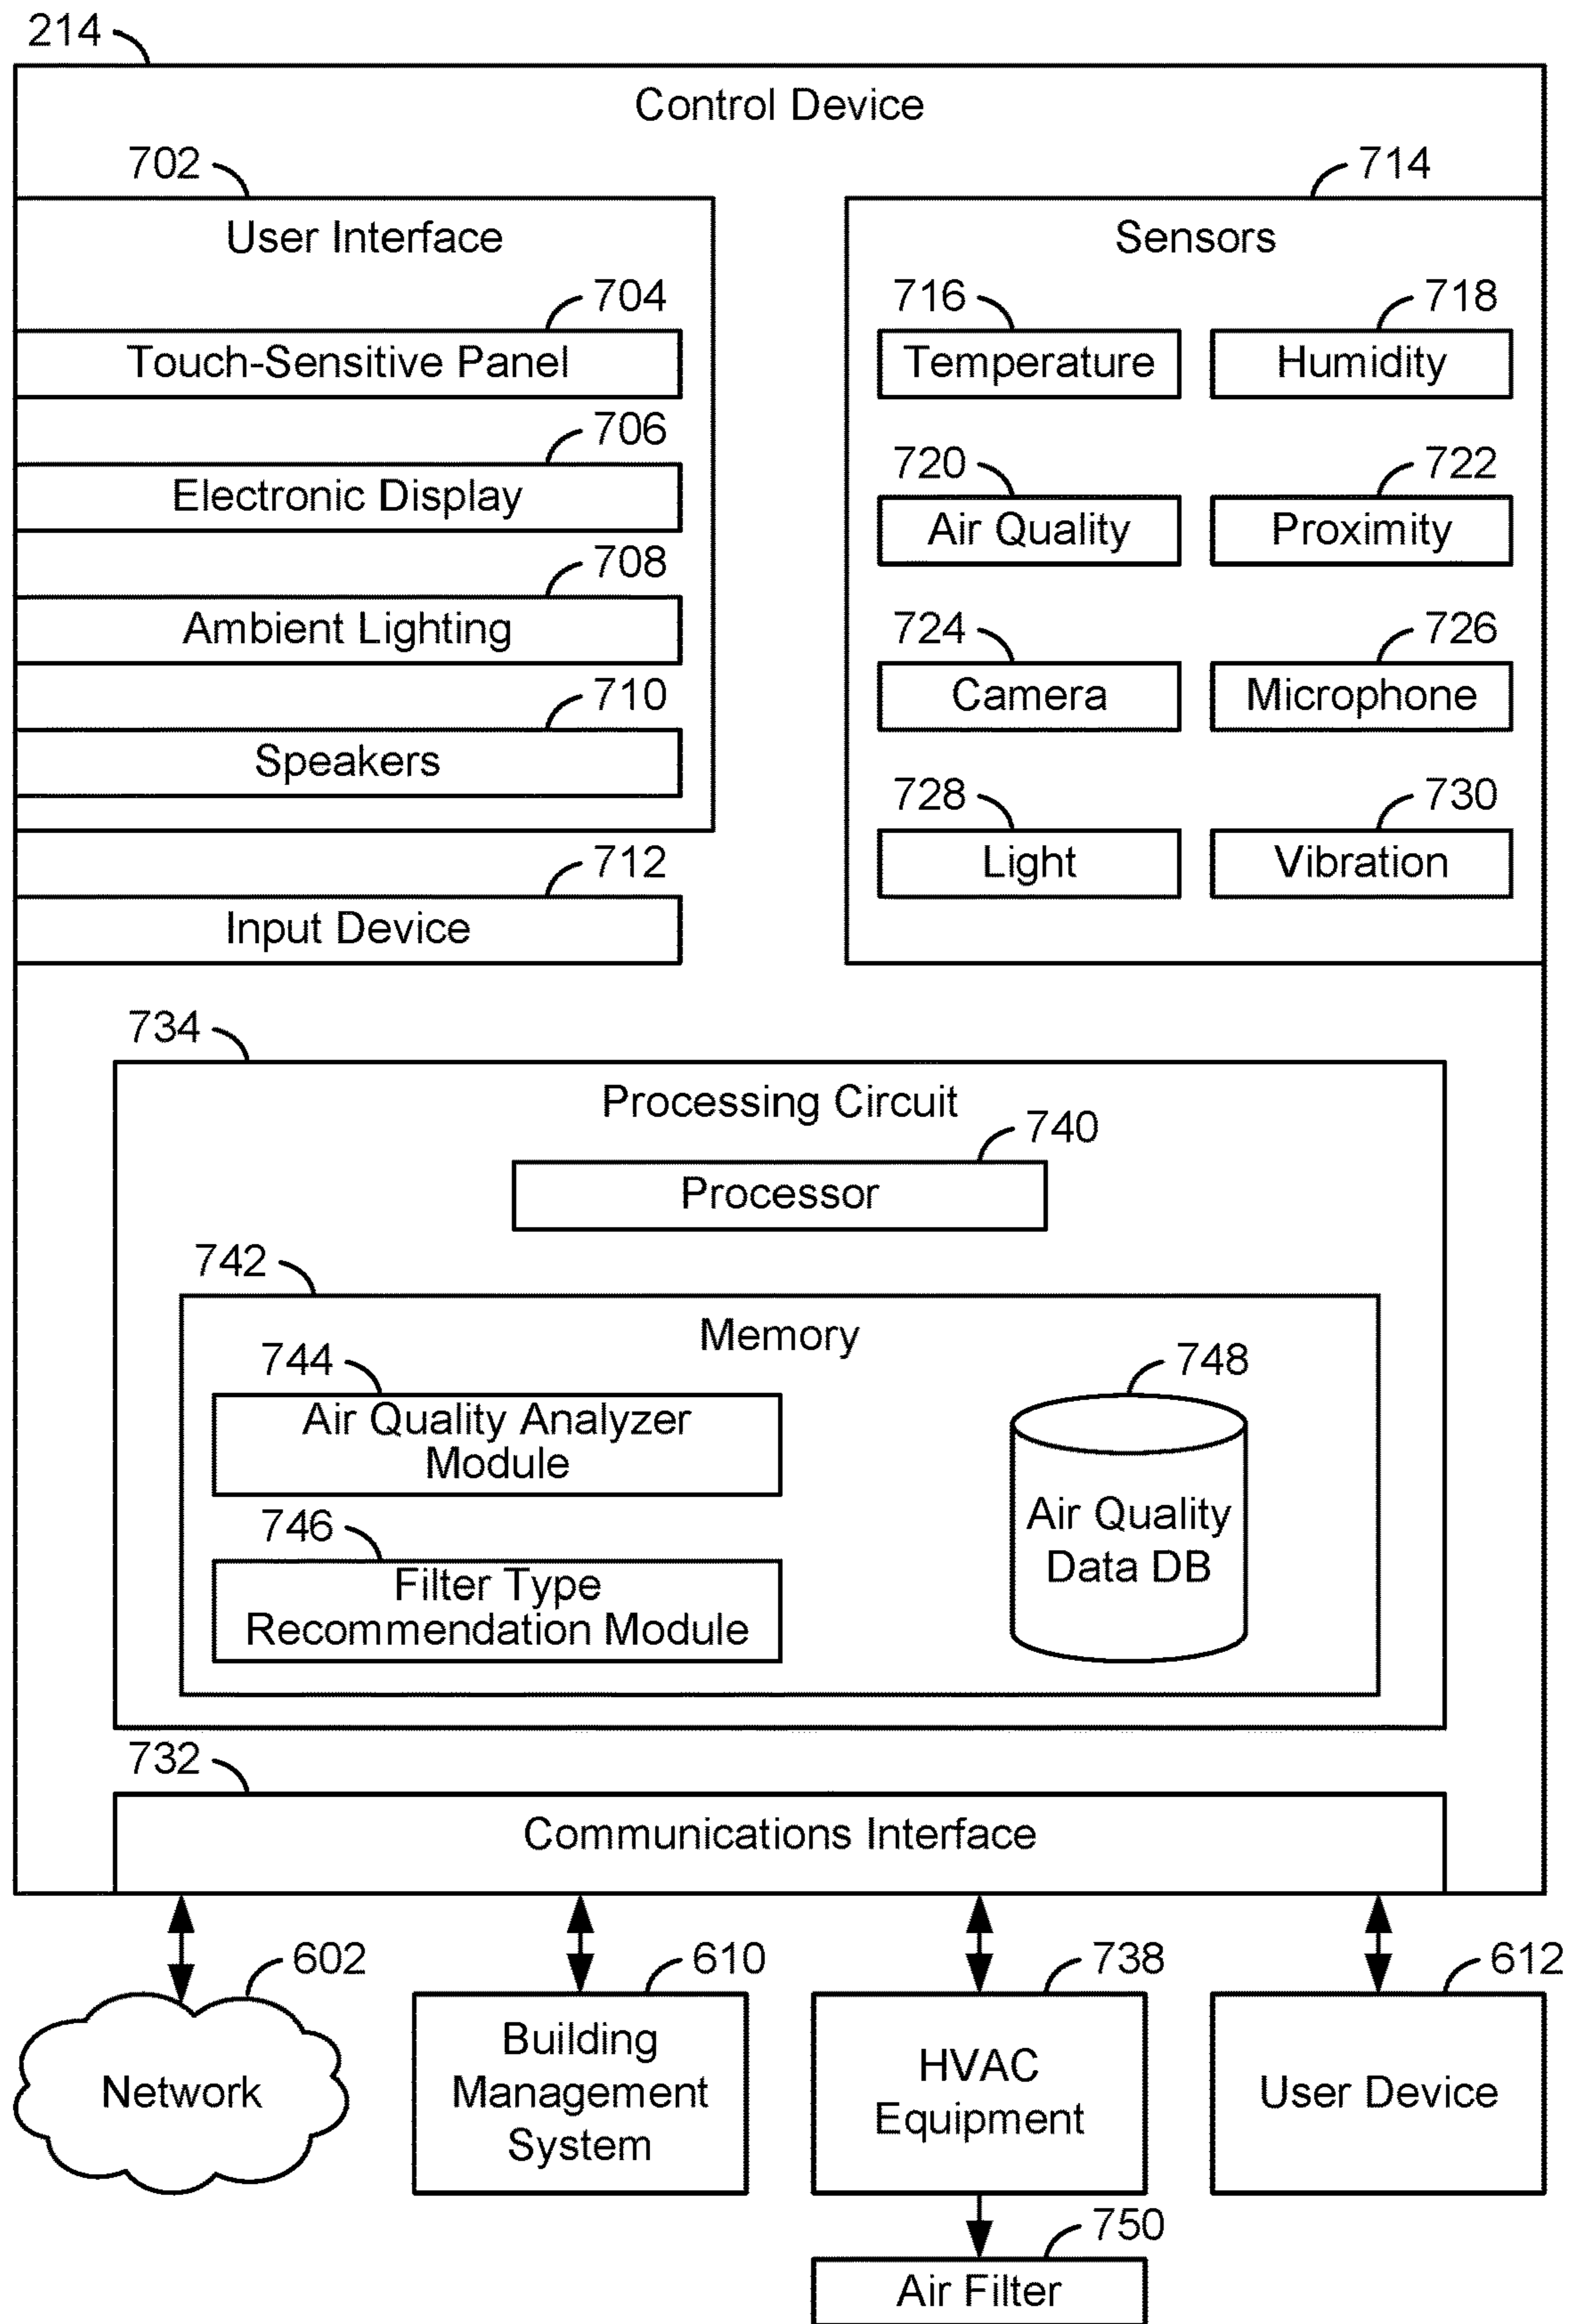 214
Control Device
702
User Interface
704
Touch-Sensitive Panel
706
Electronic Display
708
Ambient Lighting
710
Speakers
712
Input Device
714
Sensors
716
Temperature
718
Humidity
720
Air Quality
722
Proximity
724
Camera
726
Microphone
728
Light
730
Vibration
734
Processing Circuit
740
Processor
742
Memory
744
Air Quality Analyzer
Module
746
Filter Type
Recommendation Module
748
Air Quality
Data DB
732
Communications Interface
602
Network
610
Building
Management
System
738
HVAC
Equipment
612
User Device
750
Air Filter